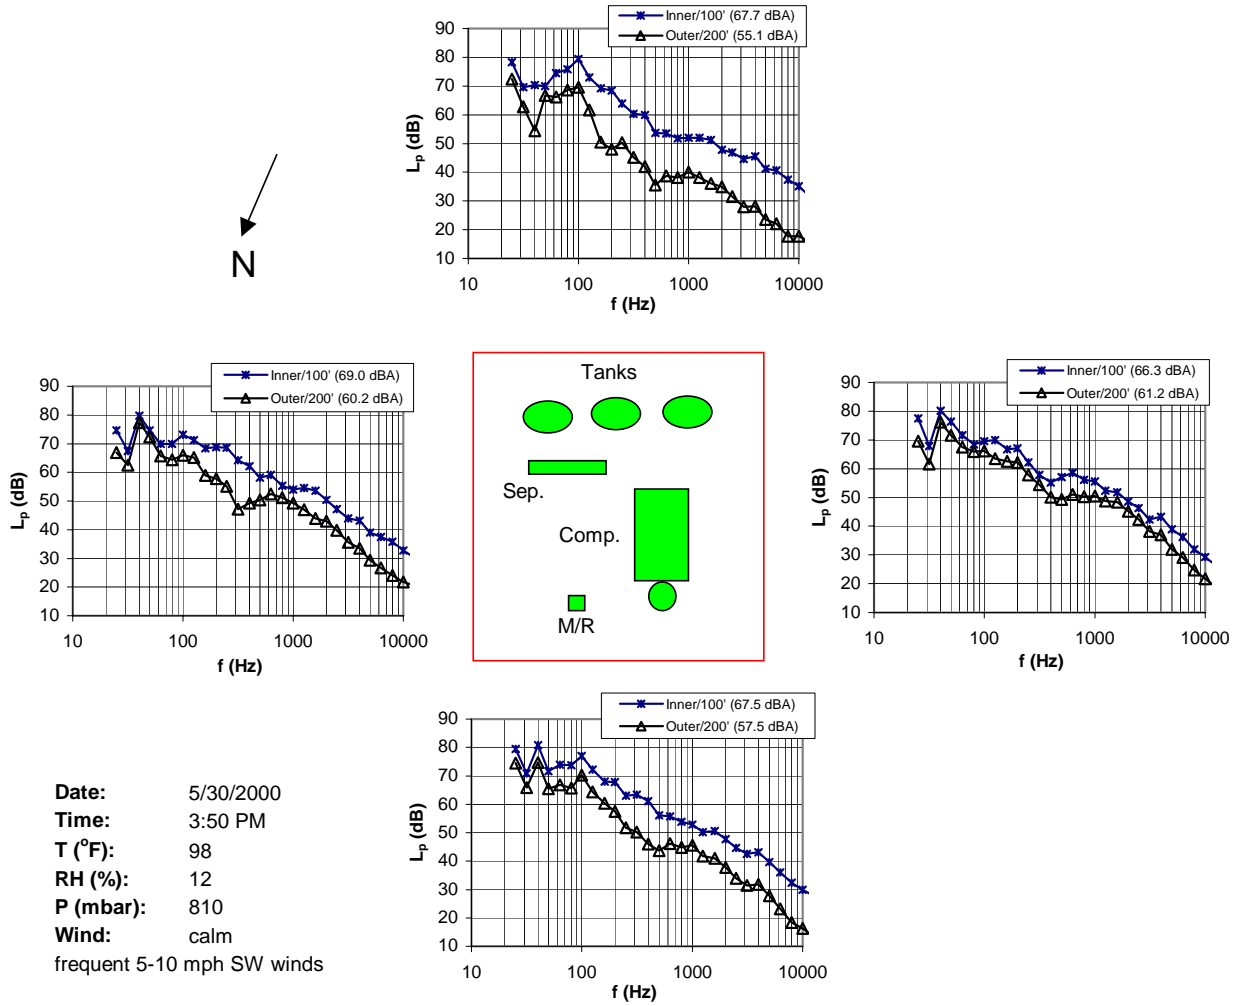 Inner/100' (67.7 dBA)
Outer/200' (55.1 dBA)
90
80
70
60
50
40
30
20
10
Lp (dB)
10 100 1000 10000
f (Hz)
N
Inner/100' (69.0 dBA)
Outer/200' (60.2 dBA)
90
80
70
60
50
40
30
20
10
Lp (dB)
10 100 1000 10000
f (Hz)
Tanks
Sep.
Comp.
M/R
Inner/100' (66.3 dBA)
Outer/200' (61.2 dBA)
90
80
70
60
50
40
30
20
10
Lp (dB)
10 100 1000 10000
f (Hz)
Inner/100' (67.5 dBA)
Outer/200' (57.5 dBA)
90
80
70
60
50
40
30
20
10
Lp (dB)
10 100 1000 10000
f (Hz)
Date: 5/30/2000
Time: 3:50 PM
T (°F): 98
RH (%): 12
P (mbar): 810
Wind: calm
frequent 5-10 mph SW winds